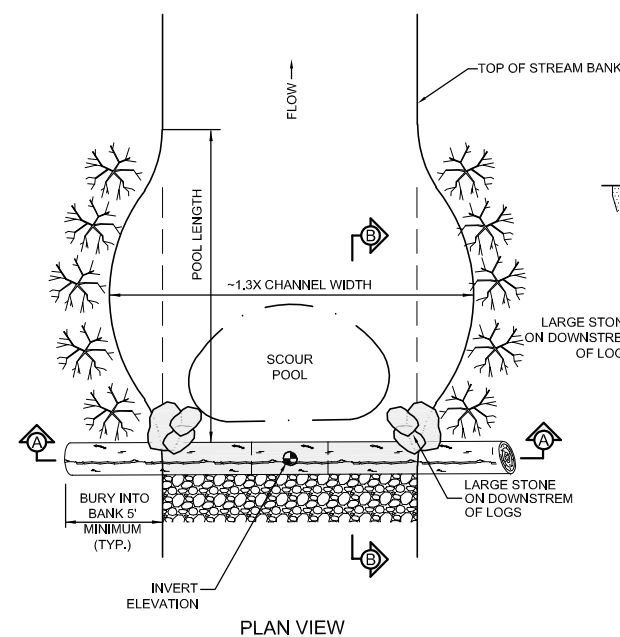 TOP OF STREAM BANK
FLOW
POOL LENGTH
B
~1.3X CHANNEL WIDTH
LARGE STON
ON DOWNSTRE
OF LOG
SCOUR
POOL
A
A
BURY INTO
BANK 5'
MINIMUM
(TYP.)
LARGE STONE
ON DOWNSTREM
OF LOGS
B
INVERT
ELEVATION
PLAN VIEW